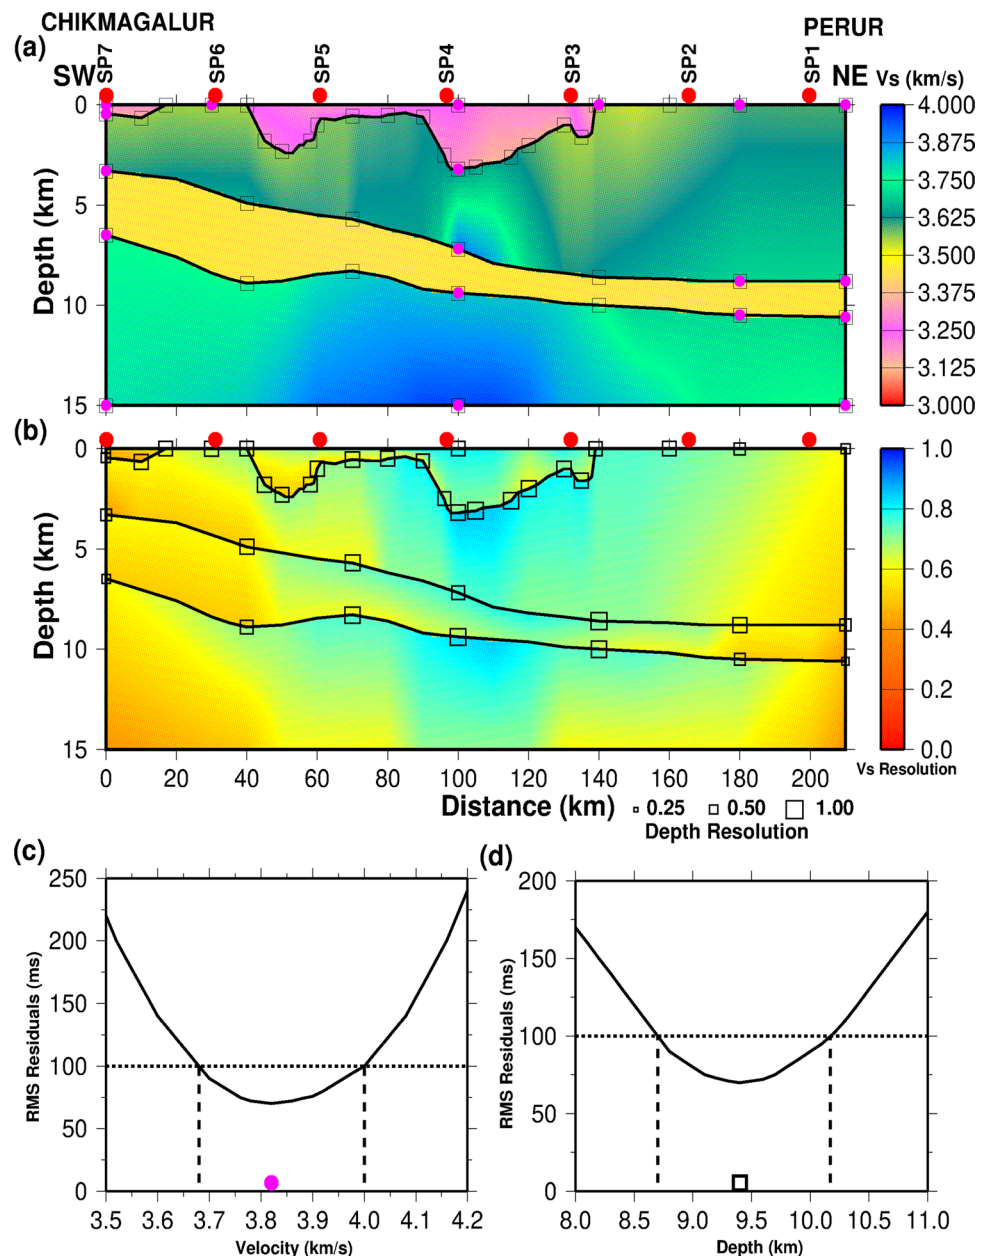 CHIKMAGALUR
PERUR
(a)
SP7 SP6 SP5 SP4 SP3 SP2 SP1
SW
NE
Vs (km/s)
0
5
10
15
Depth (km)
4.000
3.875
3.750
3.625
3.500
3.375
3.250
3.125
3.000
(b)
0
5
10
15
Depth (km)
1.0
0.8
0.6
0.4
0.2
0.0
Vs Resolution
0 20 40 60 80 100 120 140 160 180 200
Distance (km)
0.25 0.50 1.00
Depth Resolution
(c)
250
200
150
100
50
0
RMS Residuals (ms)
3.5 3.6 3.7 3.8 3.9 4.0 4.1 4.2
Velocity (km/s)
(d)
200
150
100
50
0
RMS Residuals (ms)
8.0 8.5 9.0 9.5 10.0 10.5 11.0
Depth (km)